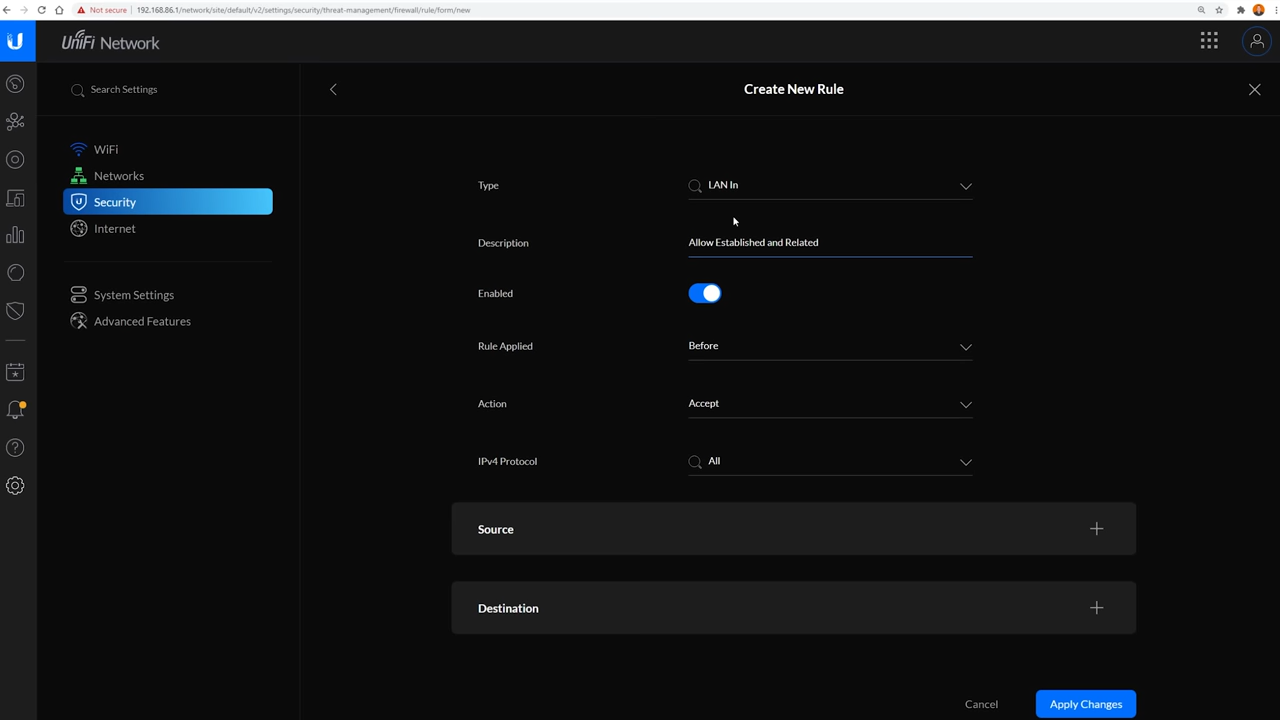 Not secure 192.168.86.1/network/site/default/v2/settings/security/threat-management/firewall/rule/form/new
UniFi Network
Search Settings
Create New Rule
WiFi
Networks
Security
Internet
System Settings
Advanced Features
Type LAN In
Description Allow Established and Related
Enabled
Rule Applied Before
Action Accept
IPv4 Protocol All
Source
Destination
Cancel Apply Changes